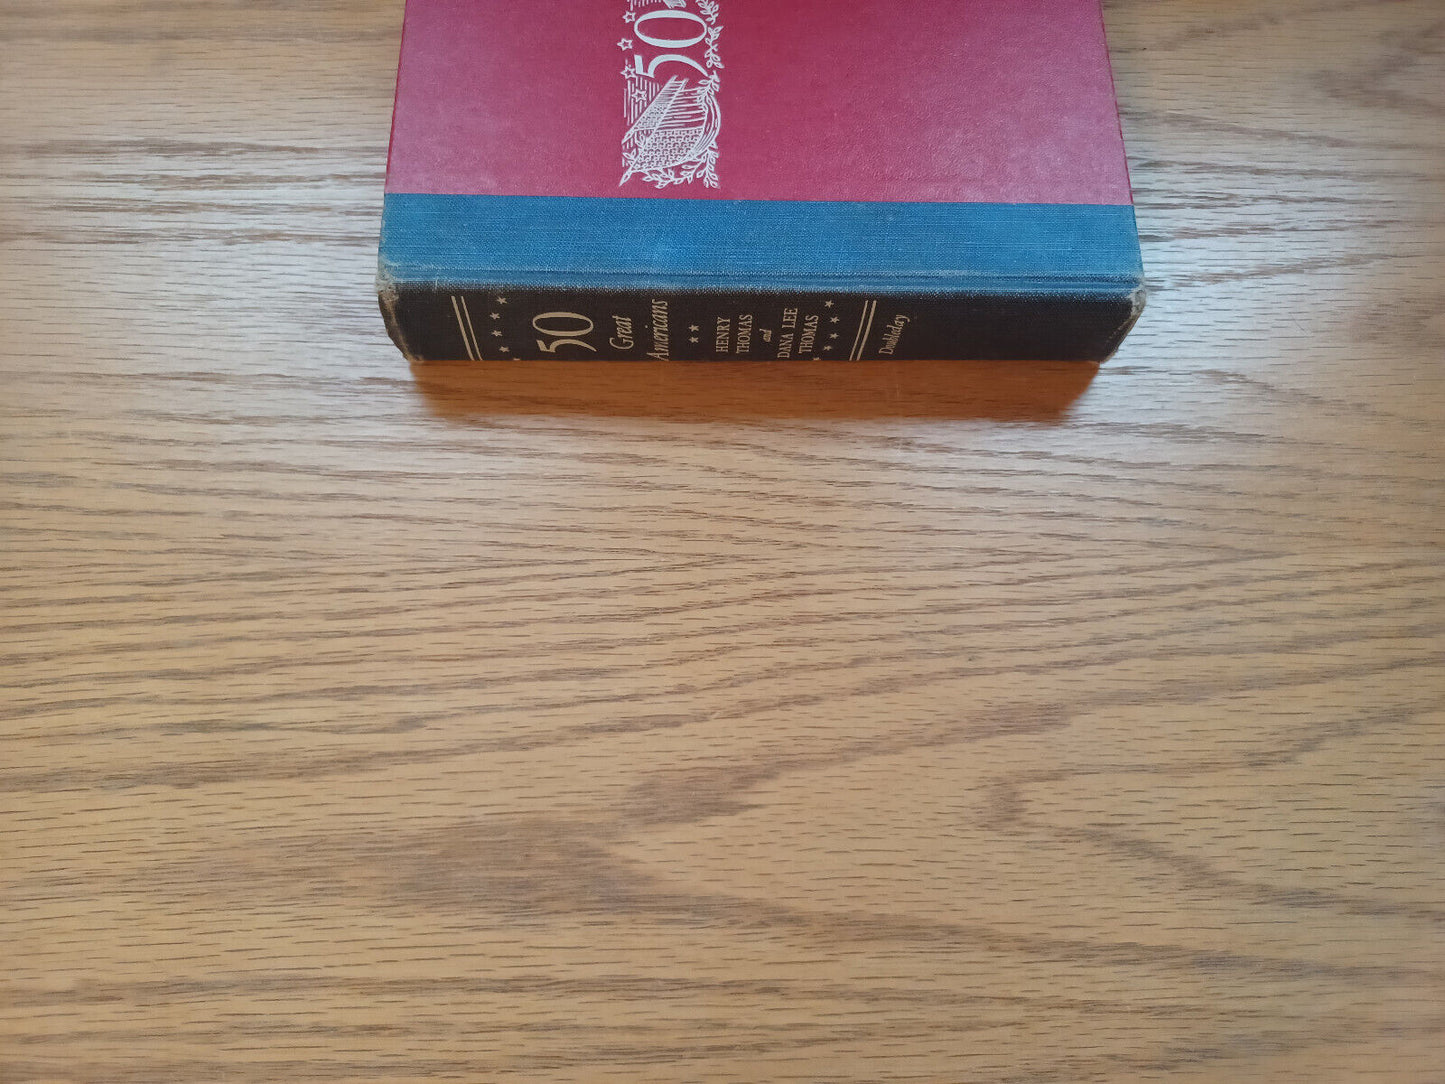 50
50
Great
Americans
HENRY
THOMAS
and
DANA LEE
THOMAS
Doubleday